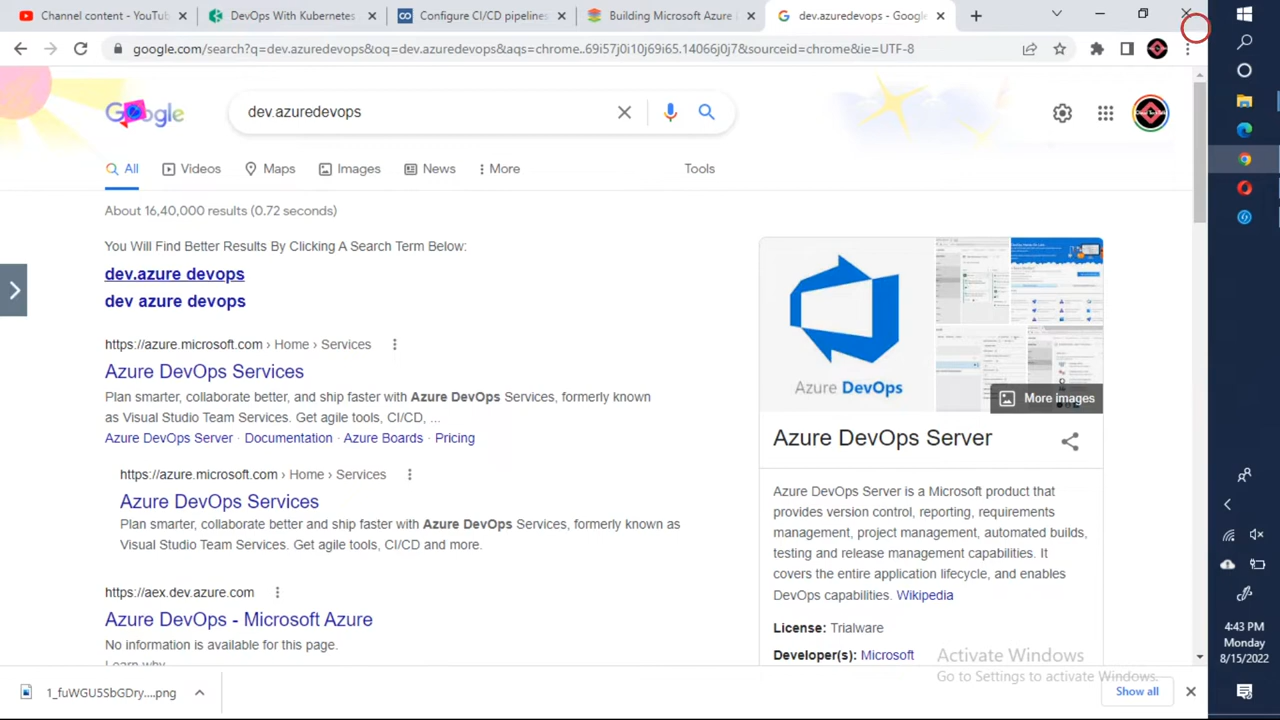 Channel content - YouTub
DevOps With Kubernetes
Configure CI/CD pipelines
Building Microsoft Azure
dev.azuredevops - Google
google.com/search?q=dev.azuredevops&oq=dev.azuredevops&aqs=chrome..69i57j0i10j69i65.14066j0j7&sourceid=chrome&ie=UTF-8
Google
dev.azuredevops
All
Videos
Maps
Images
News
More
Tools
About 16,40,000 results (0.72 seconds)
You Will Find Better Results By Clicking A Search Term Below:
dev.azure devops
dev azure devops
https://azure.microsoft.com › Home › Services
Azure DevOps Services
Plan smarter, collaborate better and ship faster with Azure DevOps Services, formerly known
as Visual Studio Team Services. Get agile tools, CI/CD, ...
Azure DevOps Server · Documentation · Azure Boards · Pricing
https://azure.microsoft.com › Home › Services
Azure DevOps Services
Plan smarter, collaborate better and ship faster with Azure DevOps Services, formerly known as
Visual Studio Team Services. Get agile tools, CI/CD and more.
https://aex.dev.azure.com
Azure DevOps - Microsoft Azure
No information is available for this page.
Learn why
Azure DevOps
More images
Azure DevOps Server
Azure DevOps Server is a Microsoft product that
provides version control, reporting, requirements
management, project management, automated builds,
testing and release management capabilities. It
covers the entire application lifecycle, and enables
DevOps capabilities. Wikipedia
License: Trialware
Developer(s): Microsoft
Activate Windows
Go to Settings to activate Windows.
1_fuWGU5SbGDry....png
Show all
4:43 PM
Monday
8/15/2022